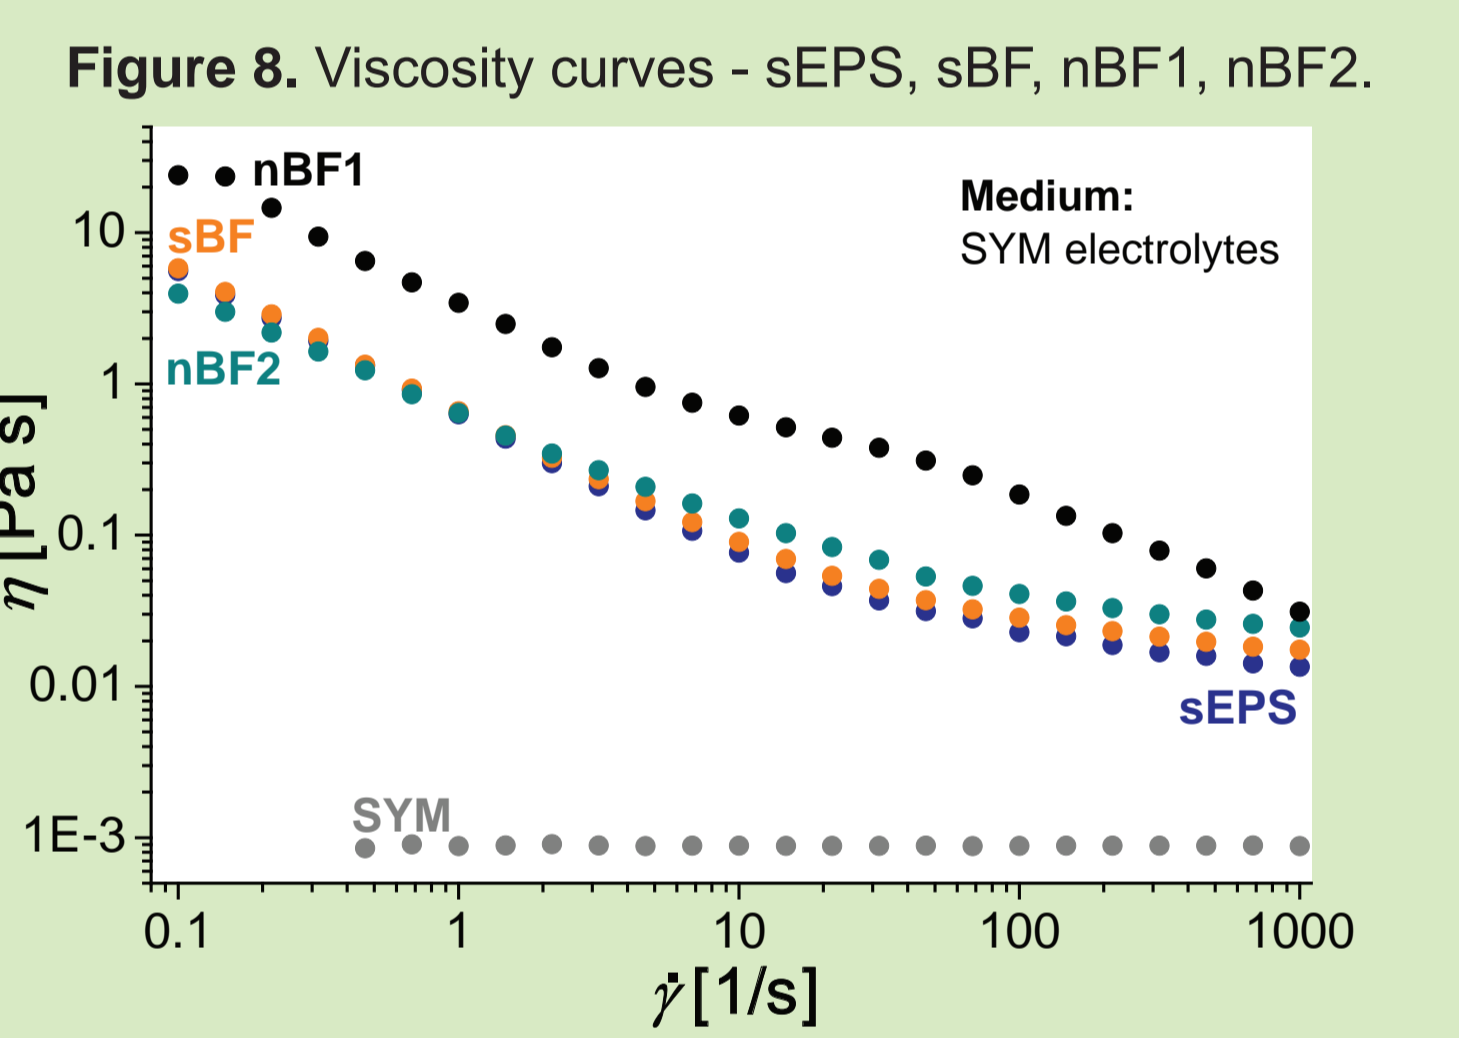 Figure 8. Viscosity curves - sEPS, sBF, nBF1, nBF2.
nBF1
Medium:
SYM electrolytes
sBF
nBF2
sEPS
SYM
10
1
0.1
0.01
1E-3
η [Pa s]
0.1 1 10 100 1000
γ̇ [1/s]